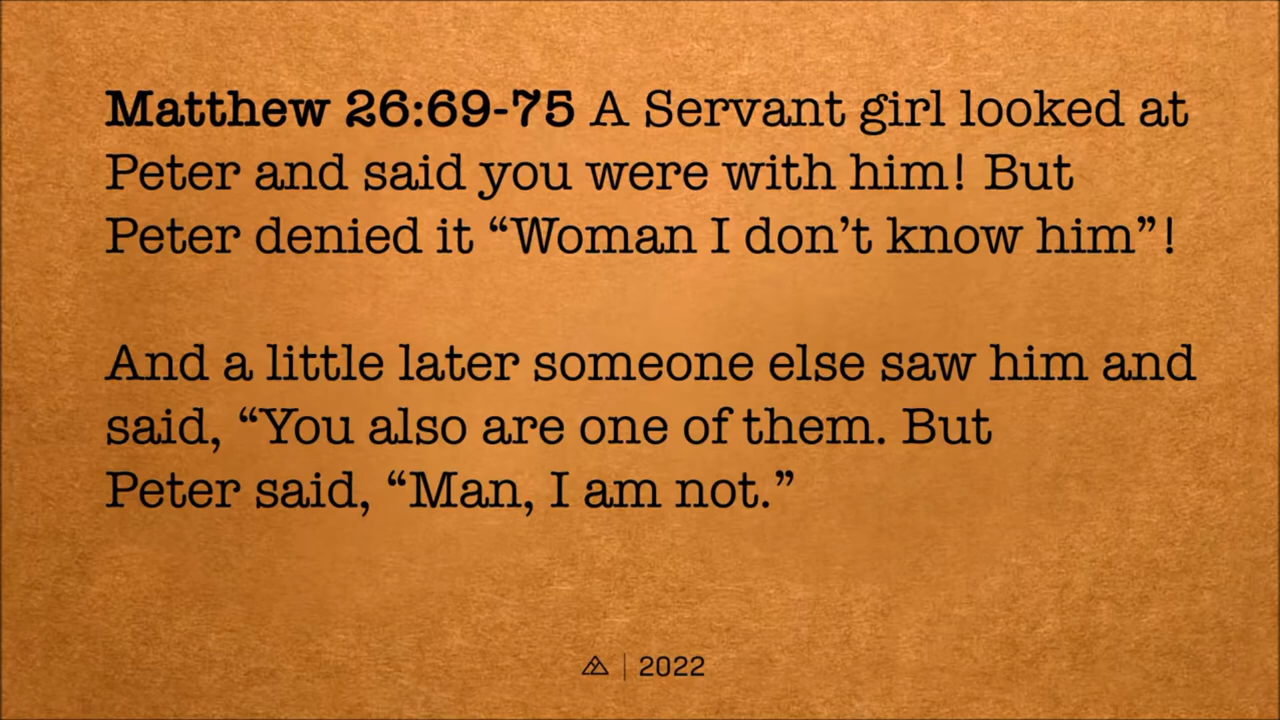 Matthew 26:69-75 A Servant girl looked at
Peter and said you were with him! But
Peter denied it “Woman I don’t know him”!
And a little later someone else saw him and
said, “You also are one of them. But
Peter said, “Man, I am not.”
2022